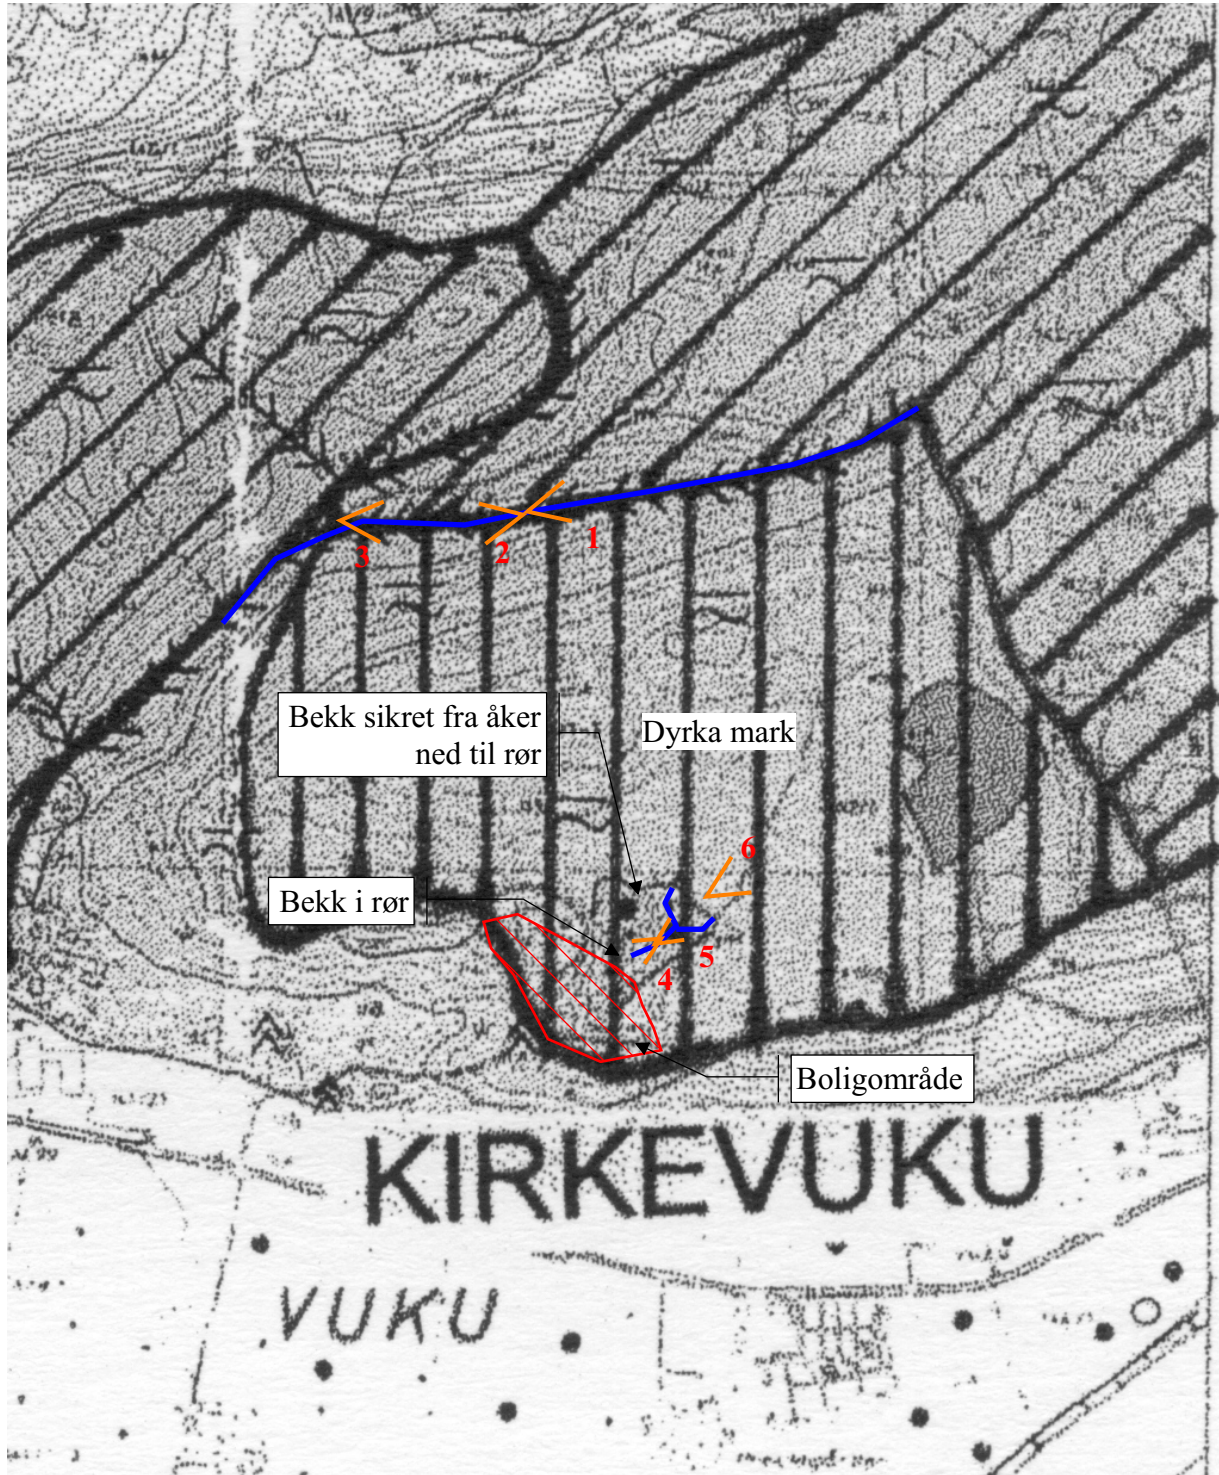 1
2
3
Bekk sikret fra åker
ned til rør
Dyrka mark
6
Bekk i rør
5
4
Boligområde
KIRKEVUKU
VUKU